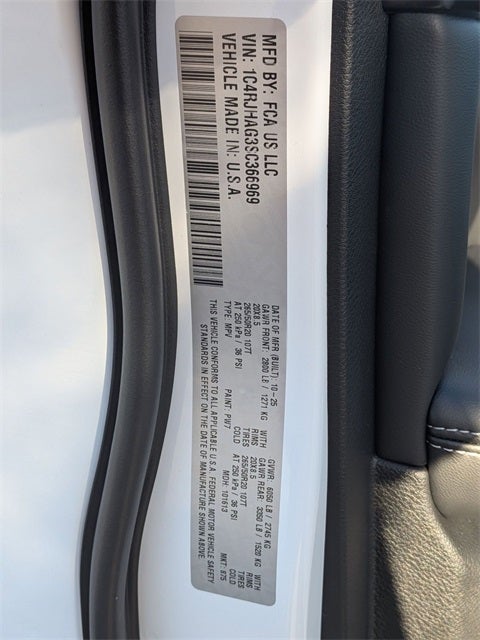 MFD BY: FCA US LLC
VIN: 1C4RJHAG3SC366969
VEHICLE MADE IN: U.S.A.
DATE OF MFR (BUILT): 10-25 GVWR: 6050 LB / 2745 KG
GAWR FRONT: 2800 LB / 1271 KG WITH GAWR REAR: 3350 LB / 1520 KG WITH
20X8.5 RIMS 20X8.5 RIMS
265/50R20 107T TIRES 265/50R20 107T TIRES
AT 250 kPa / 36 PSI COLD AT 250 kPa / 36 PSI COLD
TYPE: MPV PAINT: PW7 MDH: 101613 MKT: 875
THIS VEHICLE CONFORMS TO ALL APPLICABLE U.S.A. FEDERAL MOTOR VEHICLE SAFETY
STANDARDS IN EFFECT ON THE DATE OF MANUFACTURE SHOWN ABOVE